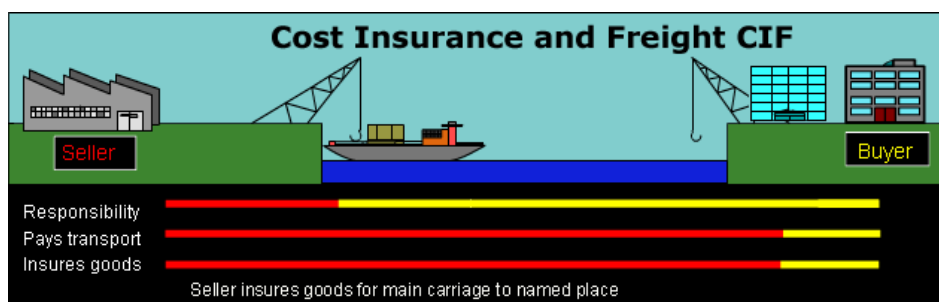 Cost Insurance and Freight CIF
Seller
Buyer
Responsibility
Pays transport
Insures goods
Seller insures goods for main carriage to named place